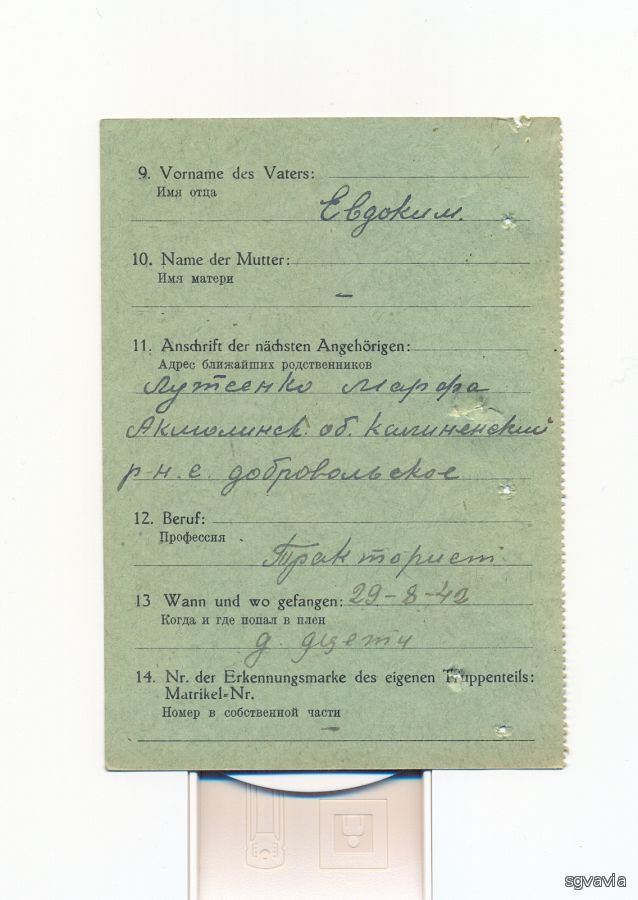 9. Vorname des Vaters:
Имя отца
Евдоким.
10. Name der Mutter:
Имя матери
–
11. Anschrift der nächsten Angehörigen:
Адрес ближайших родственников
Марфа
Акмолинск. об. Калиненский
р-н. с. добровольское
12. Beruf:
Профессия
Тракторист
13 Wann und wo gefangen: 29-8-42
Когда и где попал в плен
д.
14. Nr. der Erkennungsmarke des eigenen Truppenteils:
Matrikel-Nr.
Номер в собственной части
–
sgvavia